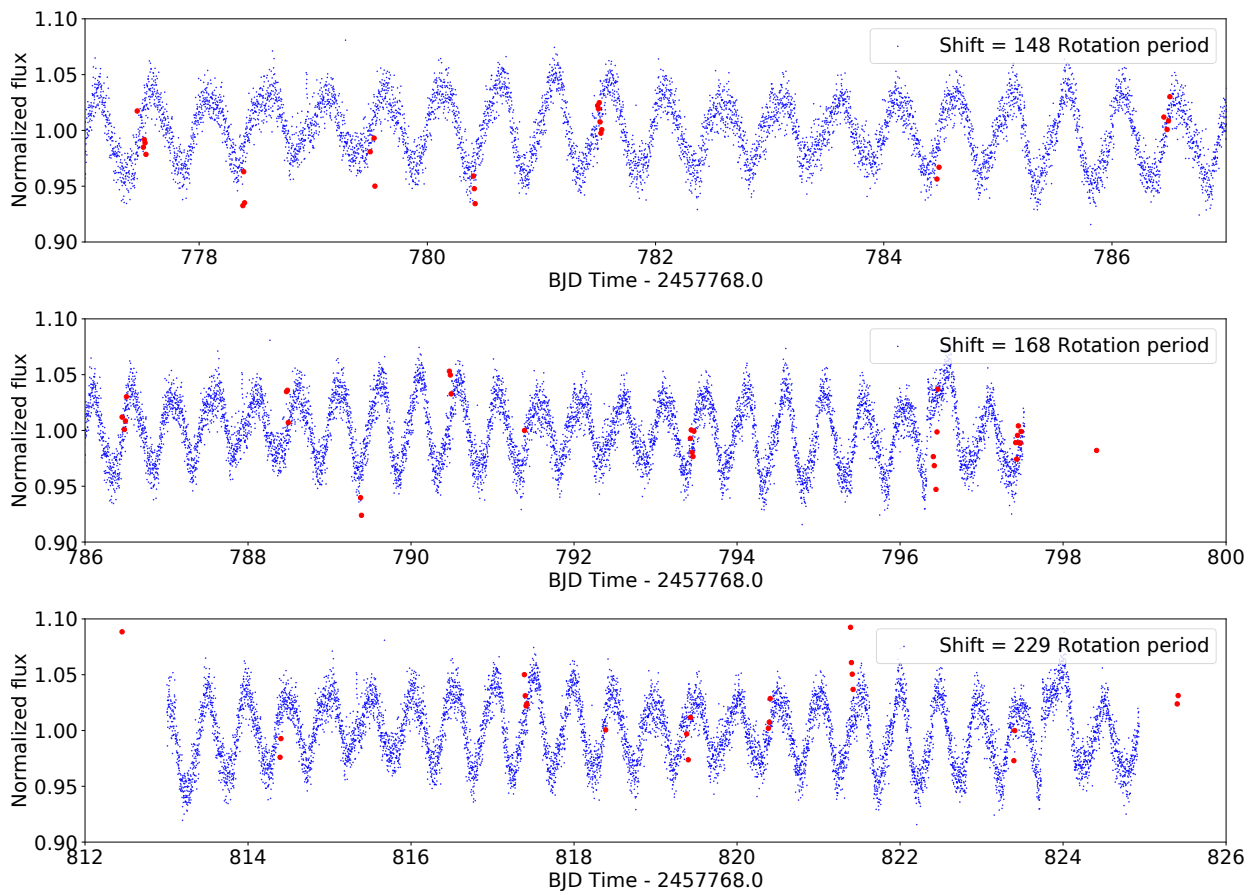 1.10
1.05
1.00
0.95
0.90
Normalized flux
Shift = 148 Rotation period
778 780 782 784 786
BJD Time - 2457768.0
1.10
1.05
1.00
0.95
0.90
Normalized flux
Shift = 168 Rotation period
786 788 790 792 794 796 798 800
BJD Time - 2457768.0
1.10
1.05
1.00
0.95
0.90
Normalized flux
Shift = 229 Rotation period
812 814 816 818 820 822 824 826
BJD Time - 2457768.0